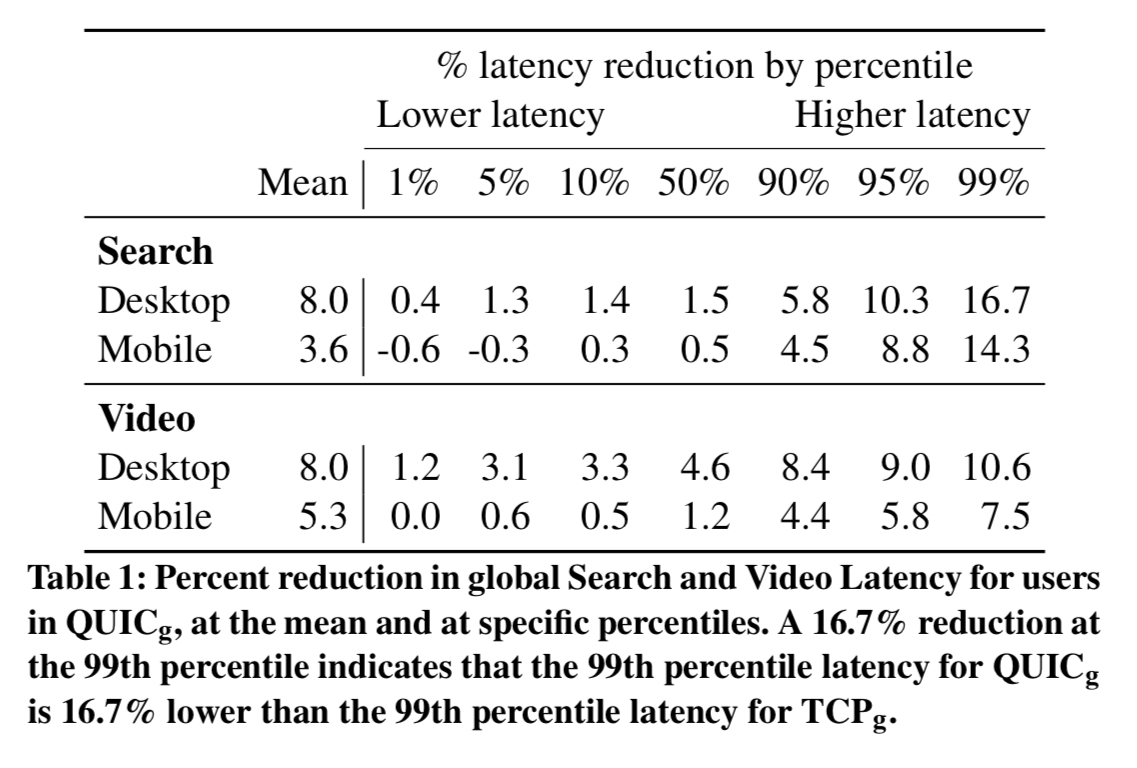 % latency reduction by percentile
Lower latency Higher latency
Mean 1% 5% 10% 50% 90% 95% 99%
Search
Desktop 8.0 0.4 1.3 1.4 1.5 5.8 10.3 16.7
Mobile 3.6 -0.6 -0.3 0.3 0.5 4.5 8.8 14.3
Video
Desktop 8.0 1.2 3.1 3.3 4.6 8.4 9.0 10.6
Mobile 5.3 0.0 0.6 0.5 1.2 4.4 5.8 7.5
Table 1: Percent reduction in global Search and Video Latency for users
in QUICg, at the mean and at specific percentiles. A 16.7% reduction at
the 99th percentile indicates that the 99th percentile latency for QUICg
is 16.7% lower than the 99th percentile latency for TCPg.